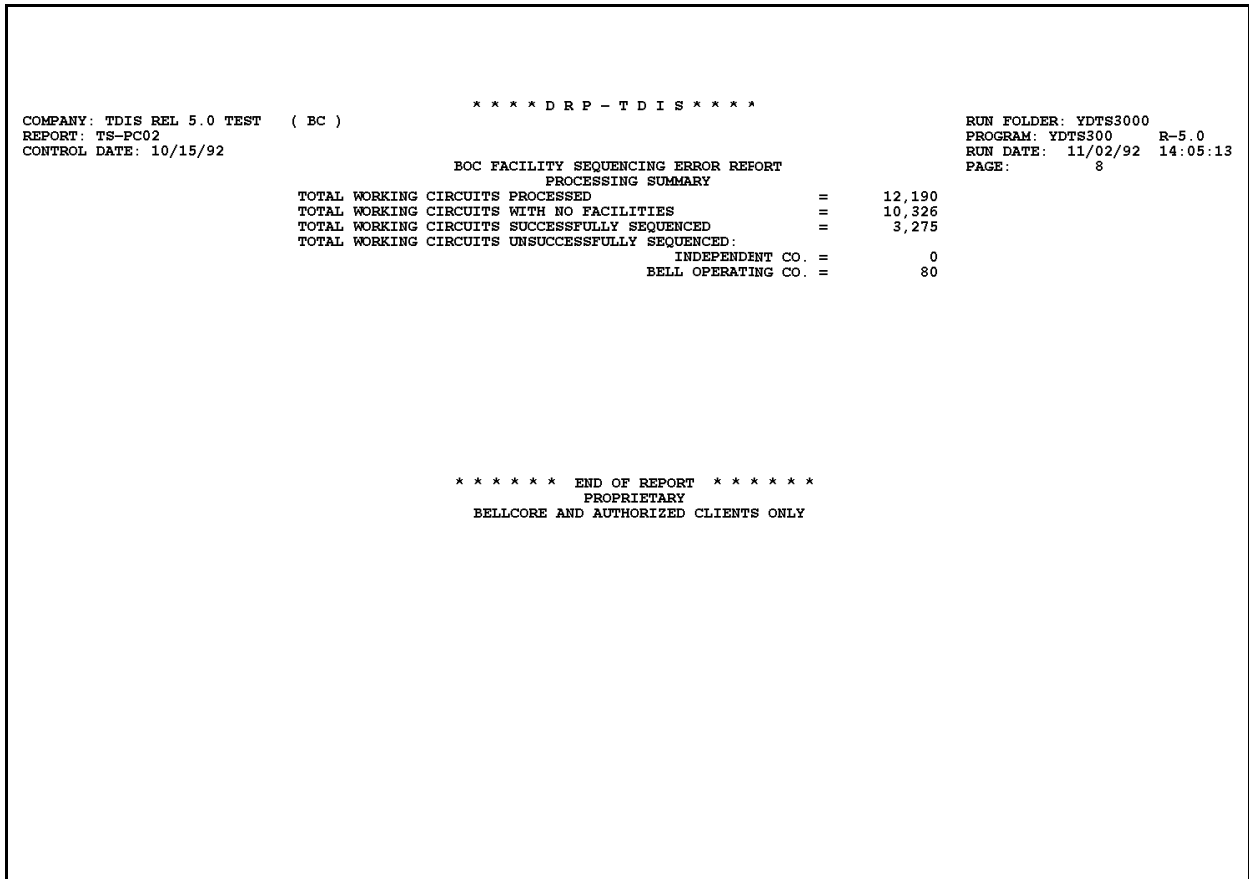 * * * * D R P - T D I S * * * *
COMPANY: TDIS REL 5.0 TEST ( BC ) RUN FOLDER: YDTS3000
REPORT: TS-PC02 PROGRAM: YDTS300 R-5.0
CONTROL DATE: 10/15/92 RUN DATE: 11/02/92 14:05:13
BOC FACILITY SEQUENCING ERROR REPORT PAGE: 8
PROCESSING SUMMARY
TOTAL WORKING CIRCUITS PROCESSED = 12,190
TOTAL WORKING CIRCUITS WITH NO FACILITIES = 10,326
TOTAL WORKING CIRCUITS SUCCESSFULLY SEQUENCED = 3,275
TOTAL WORKING CIRCUITS UNSUCCESSFULLY SEQUENCED:
INDEPENDENT CO. = 0
BELL OPERATING CO. = 80
* * * * * * END OF REPORT * * * * * *
PROPRIETARY
BELLCORE AND AUTHORIZED CLIENTS ONLY